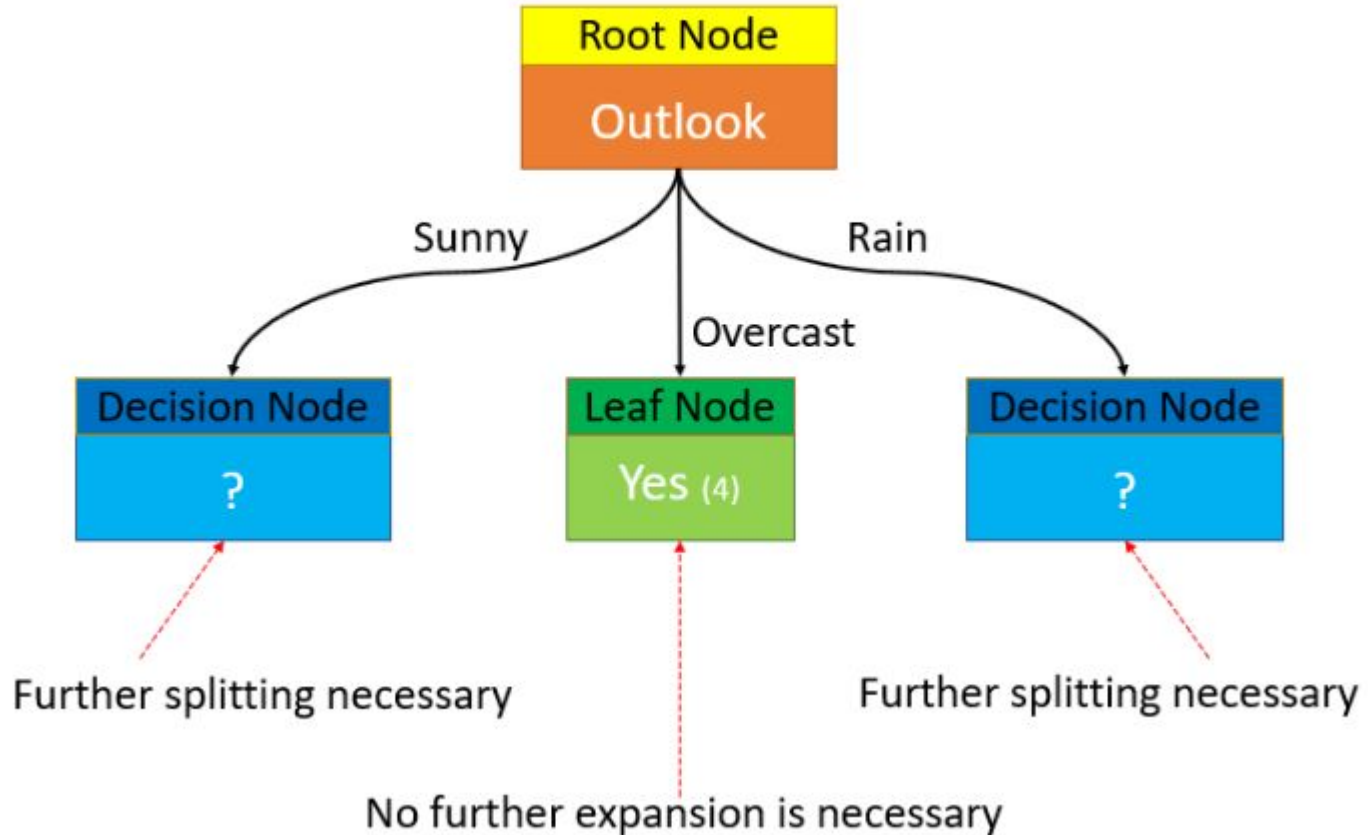 Root Node
Outlook
Sunny
Rain
Overcast
Decision Node
?
Leaf Node
Yes (4)
Decision Node
?
Further splitting necessary
Further splitting necessary
No further expansion is necessary